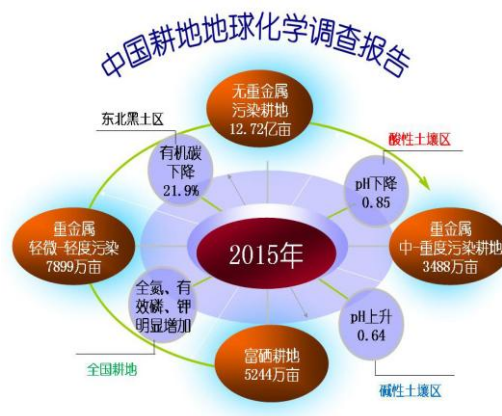 中国耕地地球化学调查报告
无重金属
污染耕地
12.72亿亩
东北黑土区
有机碳
下降
21.9%
酸性土壤区
pH下降
0.85
重金属
轻微-轻度污染
7899万亩
2015年
重金属
中-重度污染耕地
3488万亩
全氮、有
效磷、钾
明显增加
全国耕地
富硒耕地
5244万亩
pH上升
0.64
碱性土壤区